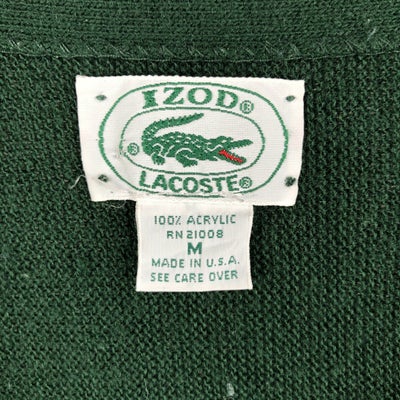 IZOD®
®
LACOSTE®
100% ACRYLIC
RN 21008
M
MADE IN U.S.A.
SEE CARE OVER